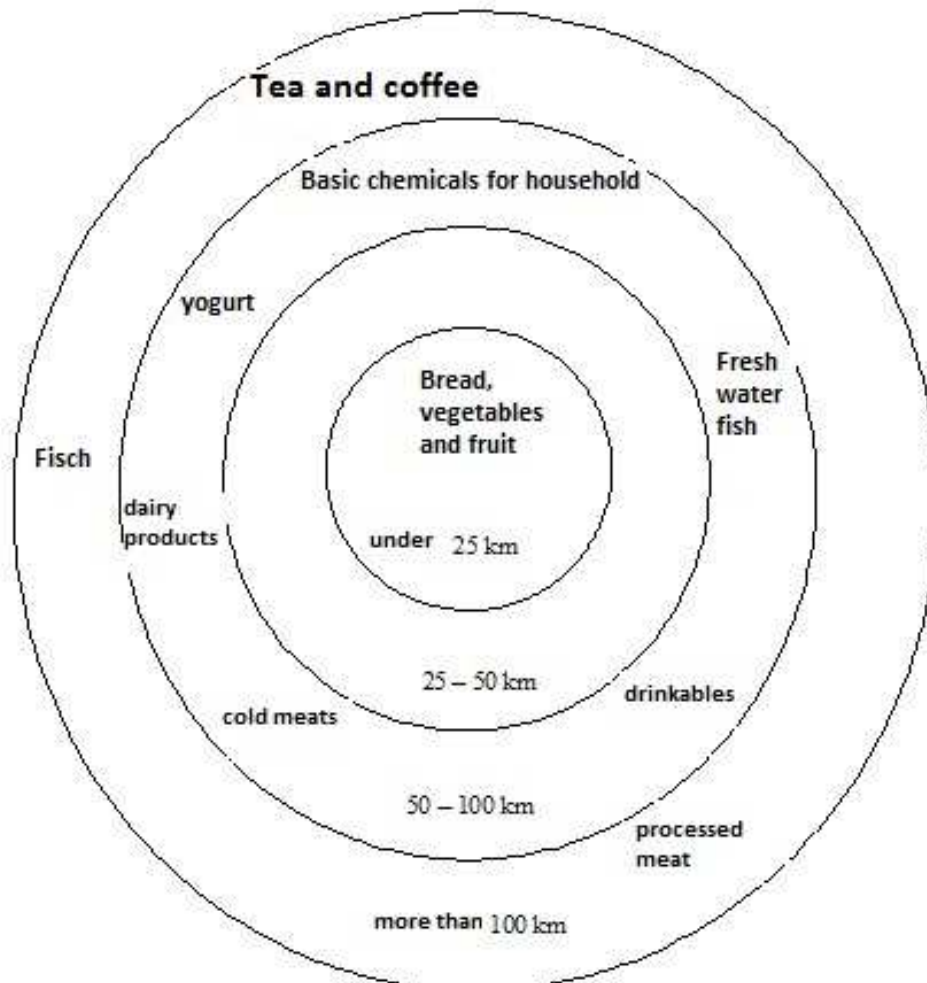 Tea and coffee
Basic chemicals for household
yogurt
Bread,
vegetables
and fruit
Fresh
water
fish
Fisch
dairy
products
under 25 km
25 – 50 km
drinkables
cold meats
50 – 100 km
processed
meat
more than 100 km